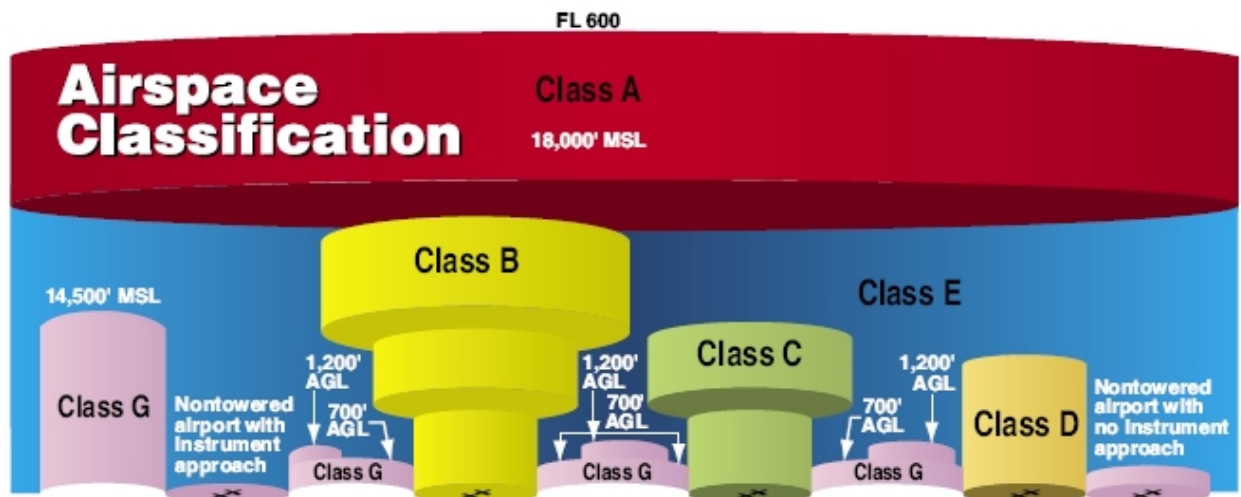 FL 600
Airspace
Classification
Class A
18,000' MSL
Class B
Class E
14,500' MSL
Class C
1,200'
AGL
1,200'
AGL
1,200'
AGL
Class G
Nontowered
airport with
Instrument
approach
700'
AGL
700'
AGL
700'
AGL
Class D
Nontowered
airport with
no Instrument
approach
Class G
Class G
Class G